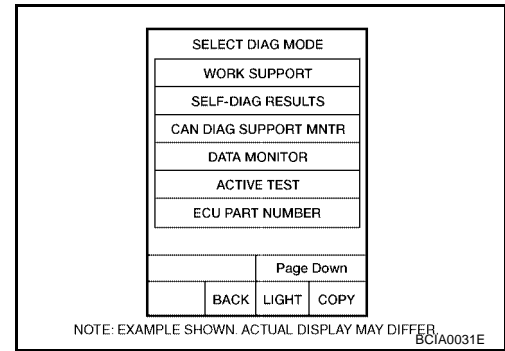 SELECT DIAG MODE
WORK SUPPORT
SELF-DIAG RESULTS
CAN DIAG SUPPORT MNTR
DATA MONITOR
ACTIVE TEST
ECU PART NUMBER
Page Down
BACK LIGHT COPY
NOTE: EXAMPLE SHOWN. ACTUAL DISPLAY MAY DIFFER.
BCIA0031E